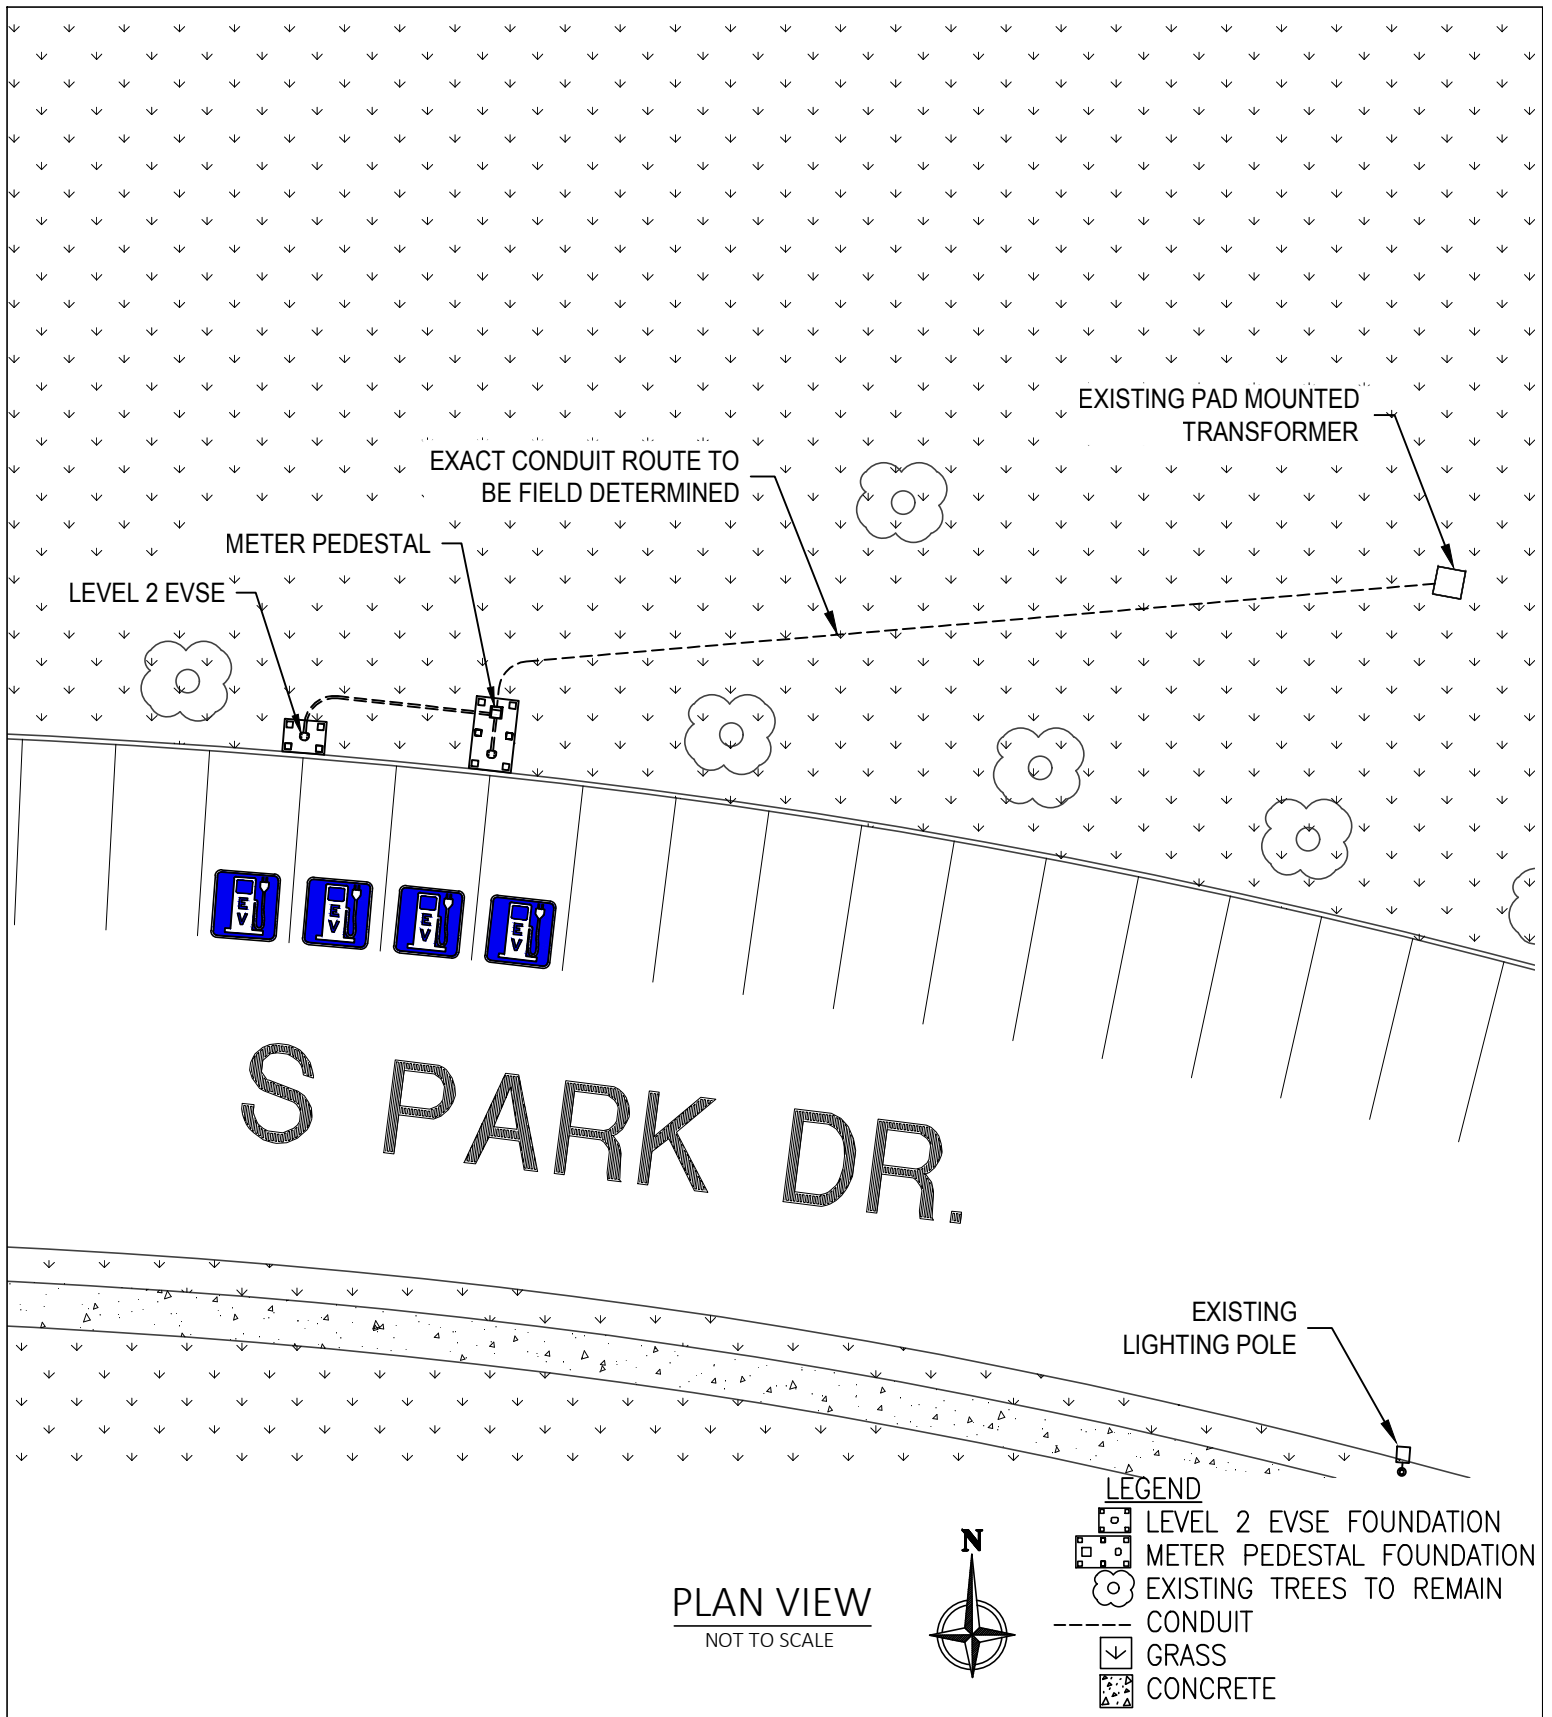 EXISTING PAD MOUNTED
TRANSFORMER
EXACT CONDUIT ROUTE TO
BE FIELD DETERMINED
METER PEDESTAL
LEVEL 2 EVSE
EV
EV
EV
EV
S PARK DR.
EXISTING
LIGHTING POLE
LEGEND
LEVEL 2 EVSE FOUNDATION
METER PEDESTAL FOUNDATION
EXISTING TREES TO REMAIN
CONDUIT
GRASS
CONCRETE
N
PLAN VIEW
NOT TO SCALE